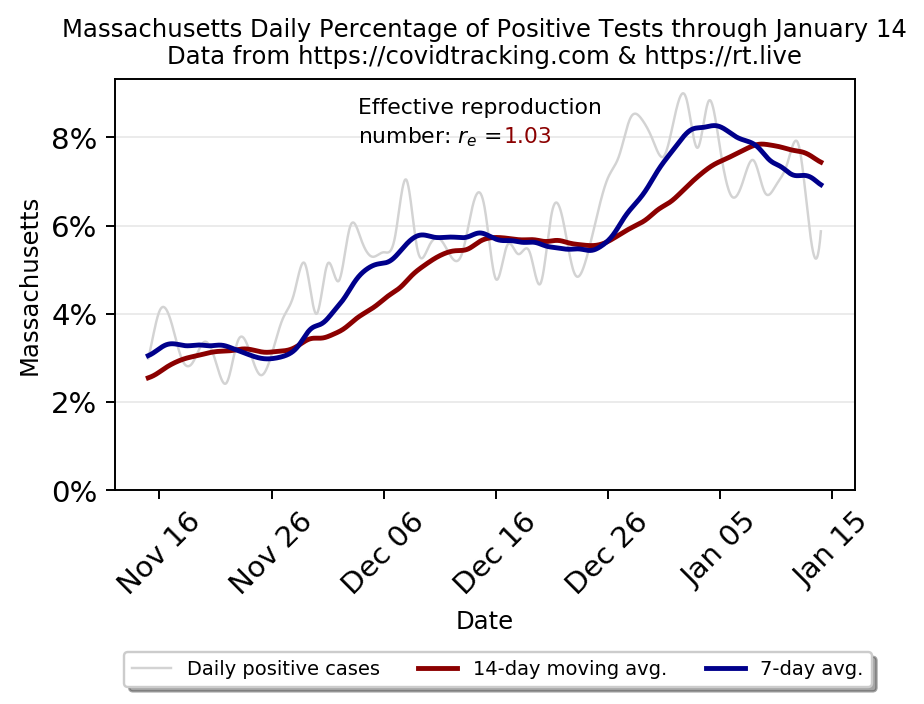 Massachusetts Daily Percentage of Positive Tests through January 14
Data from https://covidtracking.com & https://rt.live
Effective reproduction
number: rₑ =1.03
8%
6%
4%
2%
0%
Massachusetts
Nov 16
Nov 26
Dec 06
Dec 16
Dec 26
Jan 05
Jan 15
Date
Daily positive cases
14-day moving avg.
7-day avg.